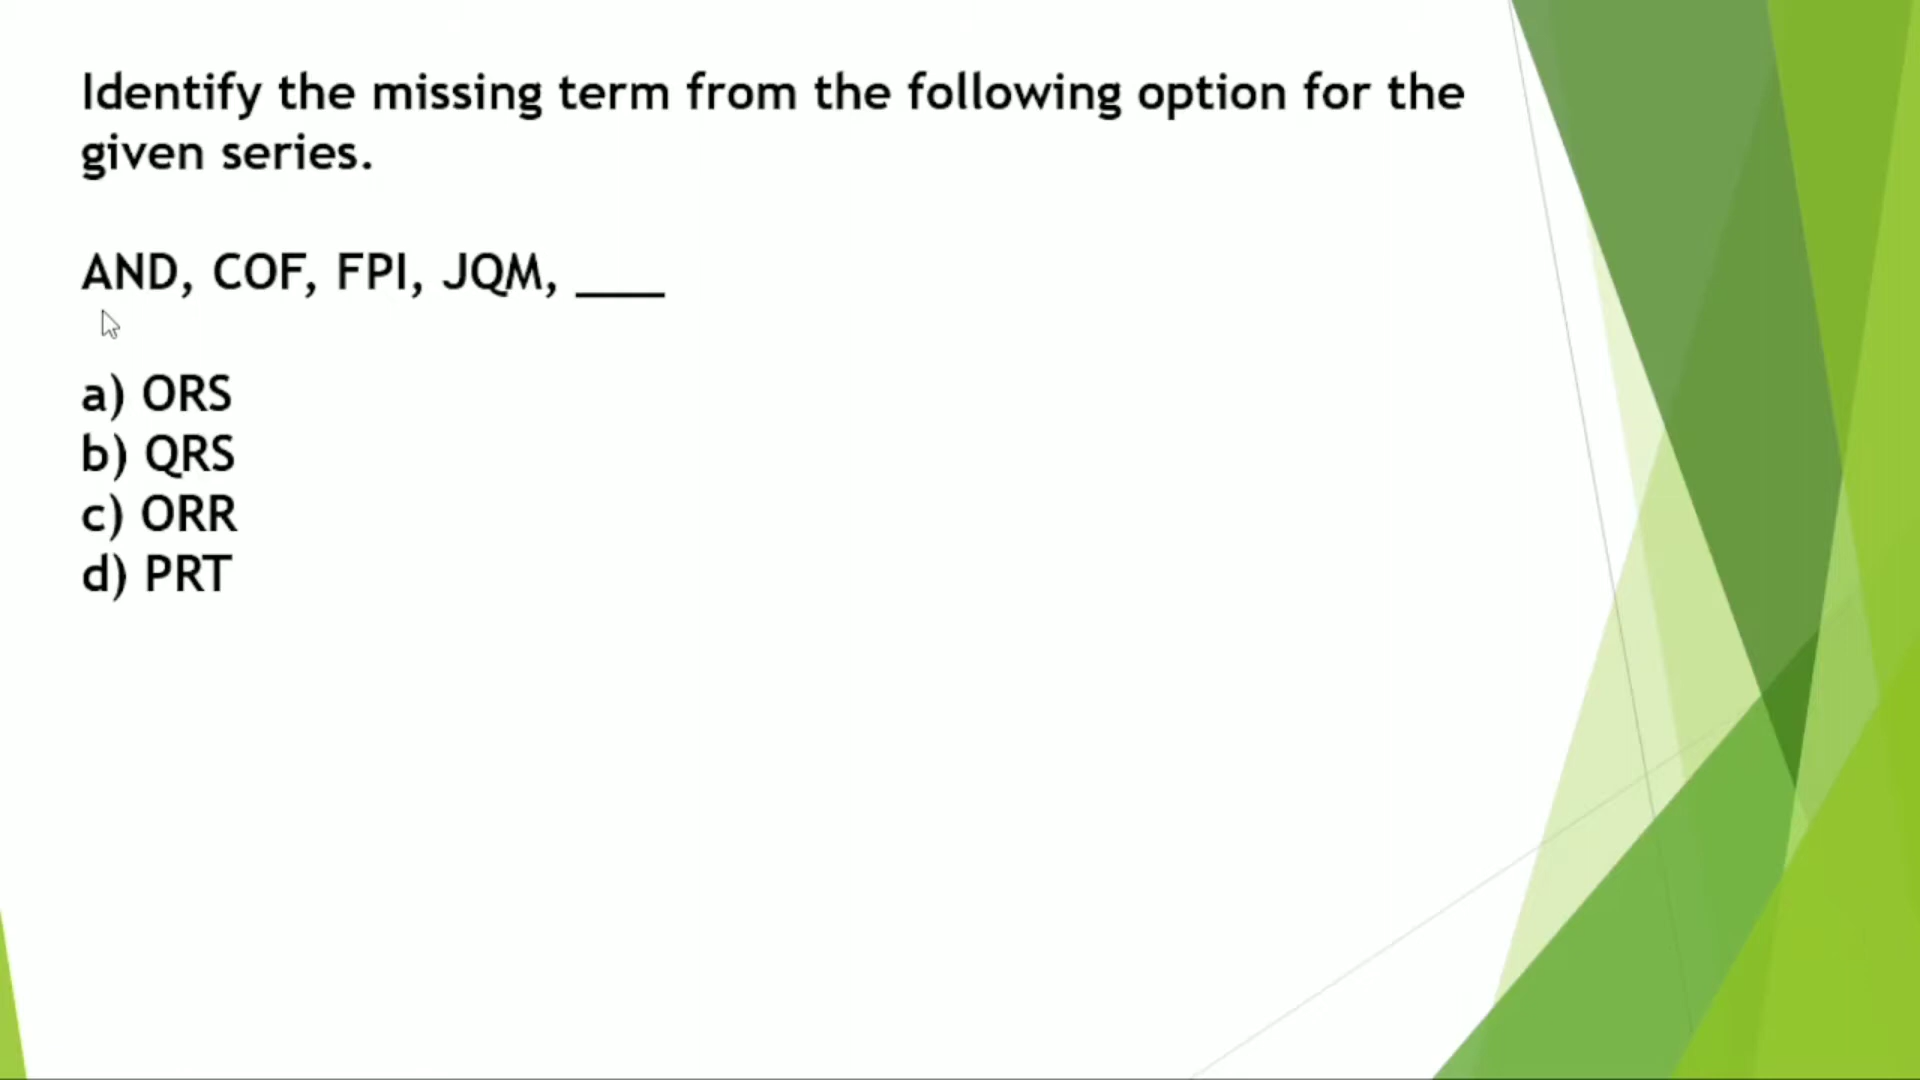 Identify the missing term from the following option for the
given series.
AND, COF, FPI, JQM, ___
a) ORS
b) QRS
c) ORR
d) PRT